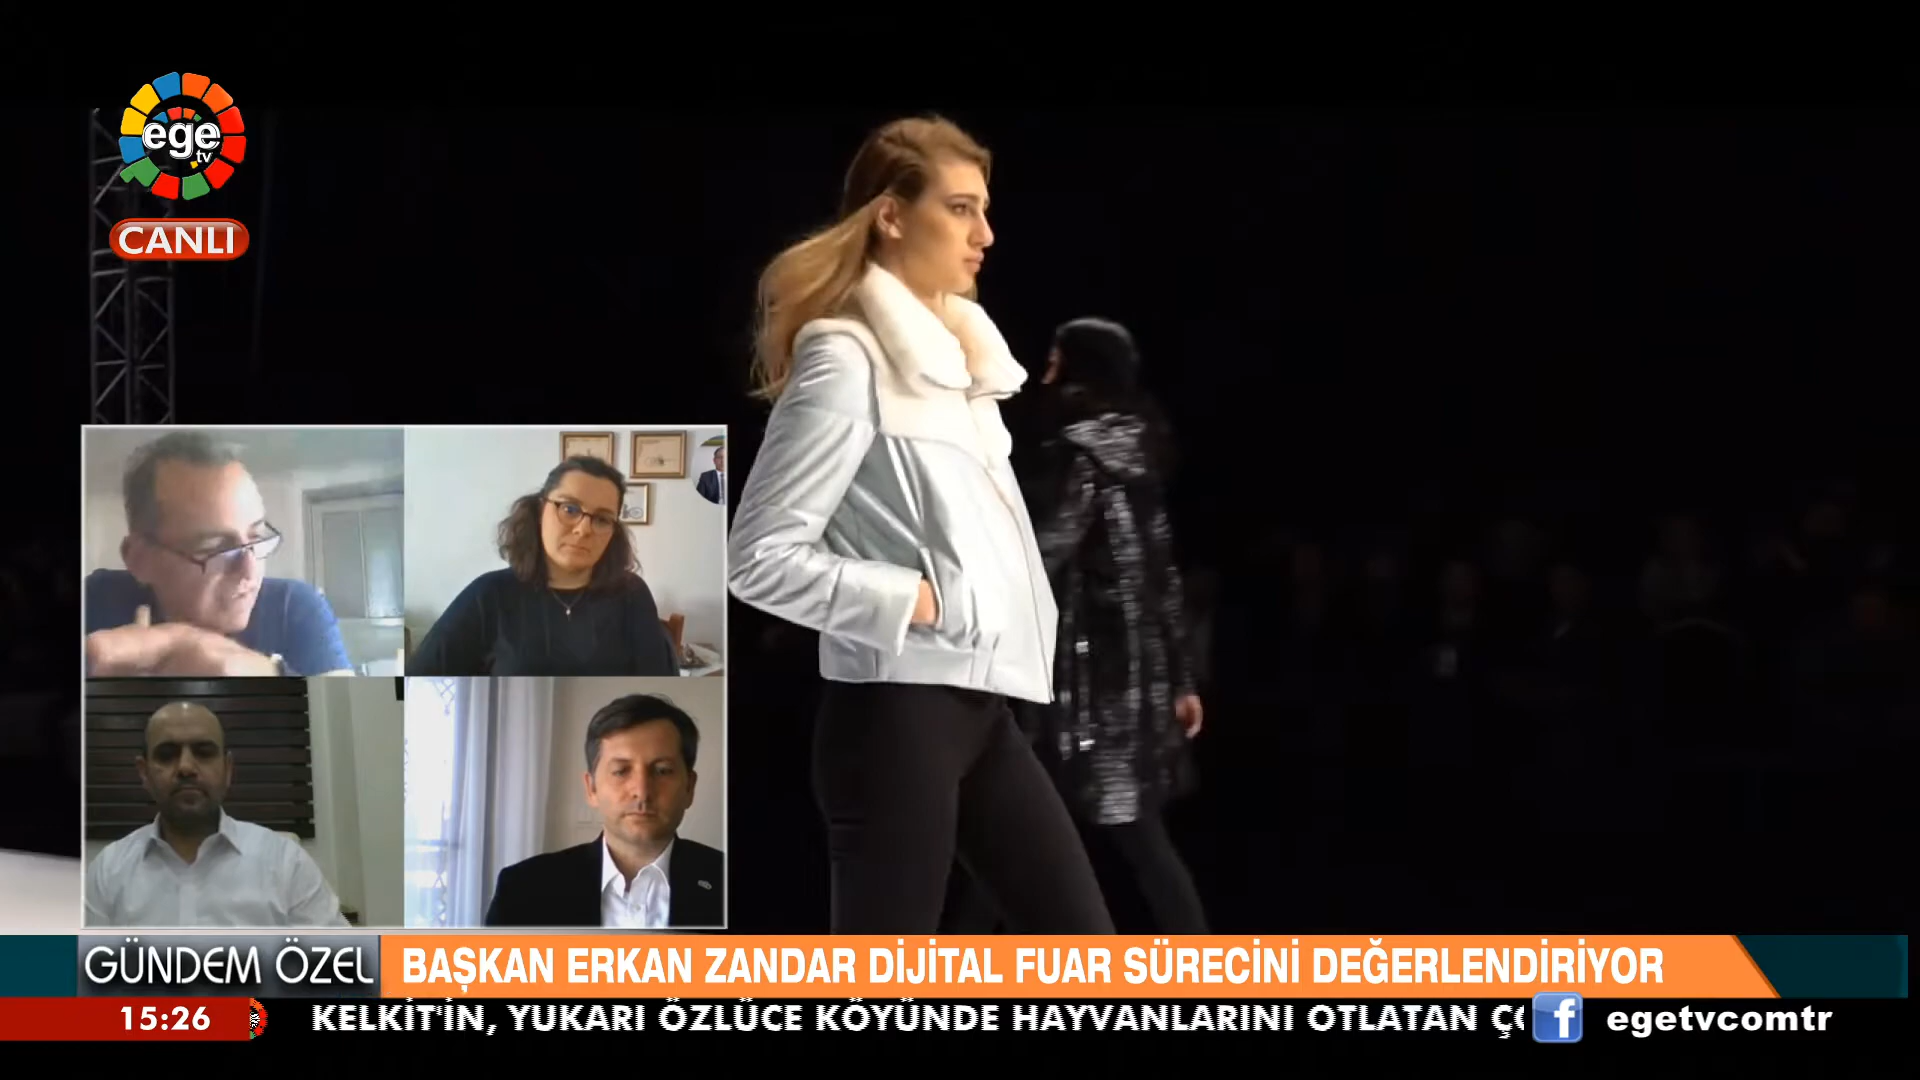 ege
tv
CANLI
GÜNDEM ÖZEL
BAŞKAN ERKAN ZANDAR DİJİTAL FUAR SÜRECİNİ DEĞERLENDİRİYOR
15:26
KELKİT'İN, YUKARI ÖZLÜCE KÖYÜNDE HAYVANLARINI OTLATAN
f egetvcomtr